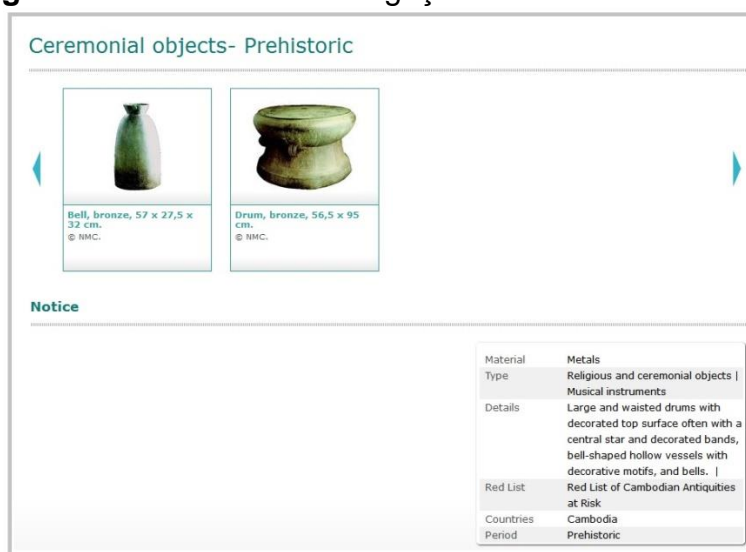 Ceremonial objects- Prehistoric
Bell, bronze, 57 x 27,5 x
32 cm.
© NMC.
Drum, bronze, 56,5 x 95
cm.
© NMC.
Notice
Material Metals
Type Religious and ceremonial objects |
Musical instruments
Details Large and waisted drums with
decorated top surface often with a
central star and decorated bands,
bell-shaped hollow vessels with
decorative motifs, and bells. |
Red List Red List of Cambodian Antiquities
at Risk
Countries Cambodia
Period Prehistoric